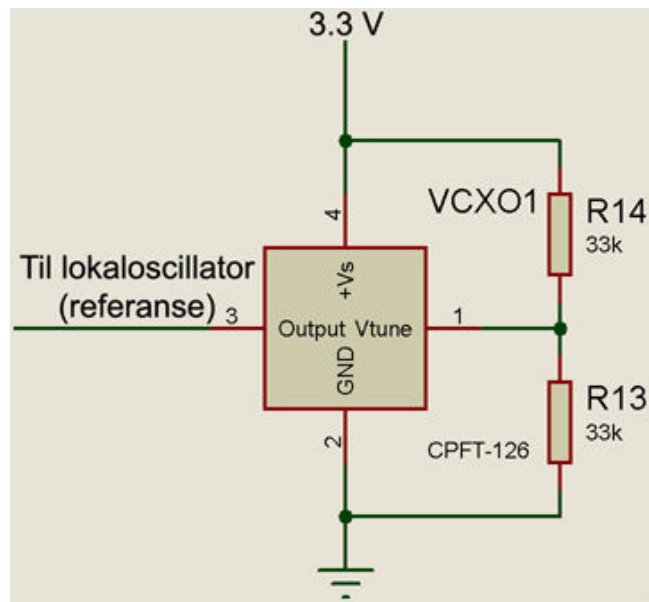 3.3 V
VCXO1
R14
33k
4
+Vs
Til lokaloscillator
(referanse)
3
Output
Vtune
1
GND
2
R13
33k
CPFT-126